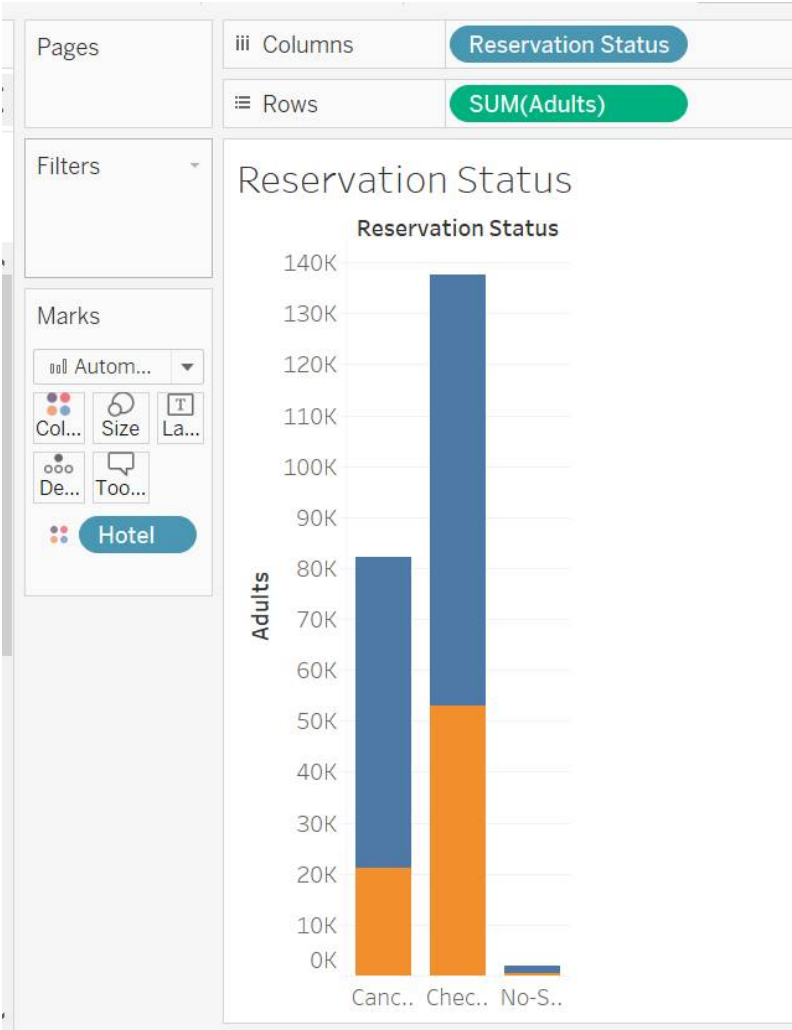 Pages
iii Columns
Reservation Status
Rows
SUM(Adults)
Filters
Reservation Status
Reservation Status
Marks
Autom...
Col...
Size
La...
De...
Too...
Hotel
Adults
140K
130K
120K
110K
100K
90K
80K
70K
60K
50K
40K
30K
20K
10K
0K
Canc.. Chec.. No-S..